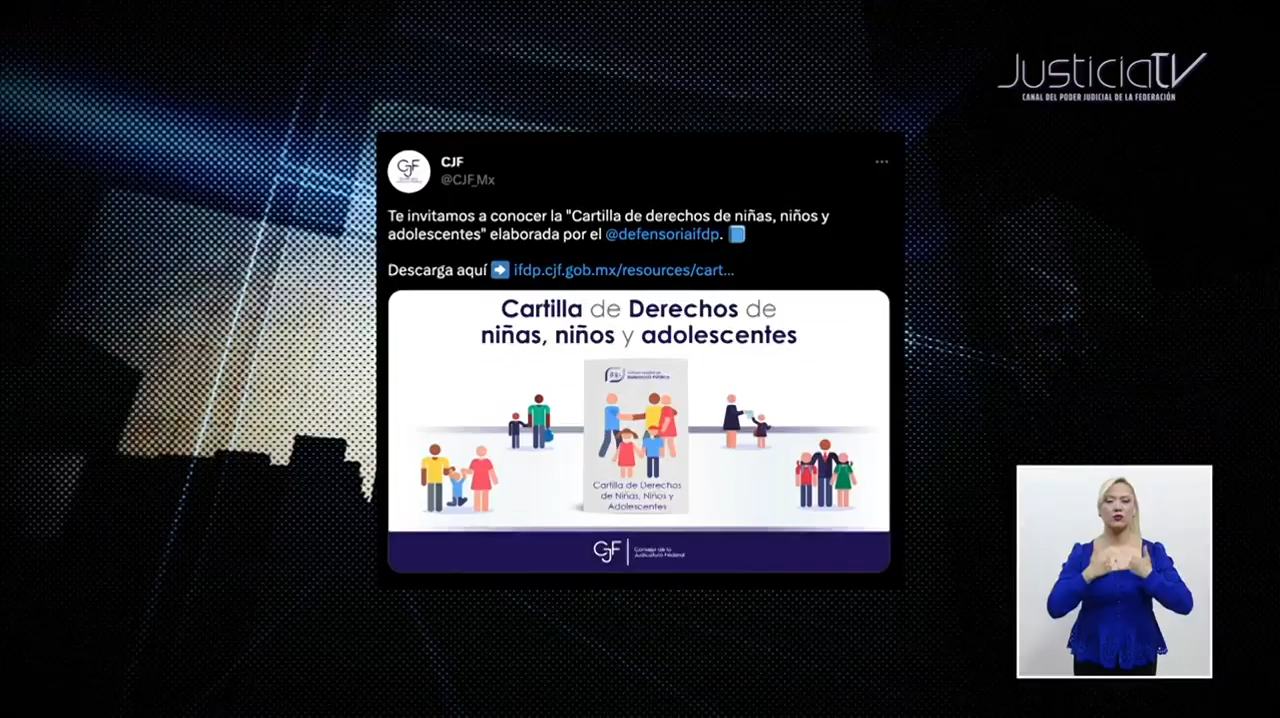 JusticiaTV
CANAL DEL PODER JUDICIAL DE LA FEDERACIÓN
CJF
@CJF_Mx
Te invitamos a conocer la "Cartilla de derechos de niñas, niños y
adolescentes" elaborada por el @defensoriaifdp.
Descarga aquí ➡️ ifdp.cjf.gob.mx/resources/cart...
Cartilla de Derechos de
niñas, niños y adolescentes
Cartilla de Derechos
de Niñas, Niños y
Adolescentes
CJF
Consejo de la
Judicatura Federal